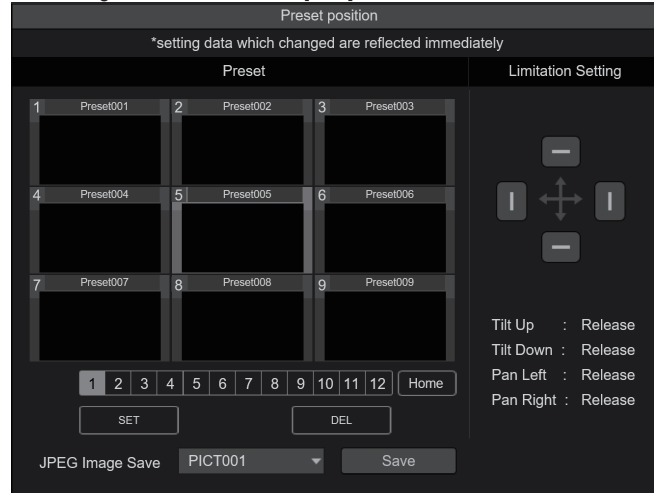 Preset position
*setting data which changed are reflected immediately
Preset
Limitation Setting
1 Preset001 2 Preset002 3 Preset003
4 Preset004 5 Preset005 6 Preset006
7 Preset007 8 Preset008 9 Preset009
1 2 3 4 5 6 7 8 9 10 11 12 Home
SET DEL
JPEG Image Save PICT001 Save
Tilt Up : Release
Tilt Down : Release
Pan Left : Release
Pan Right : Release